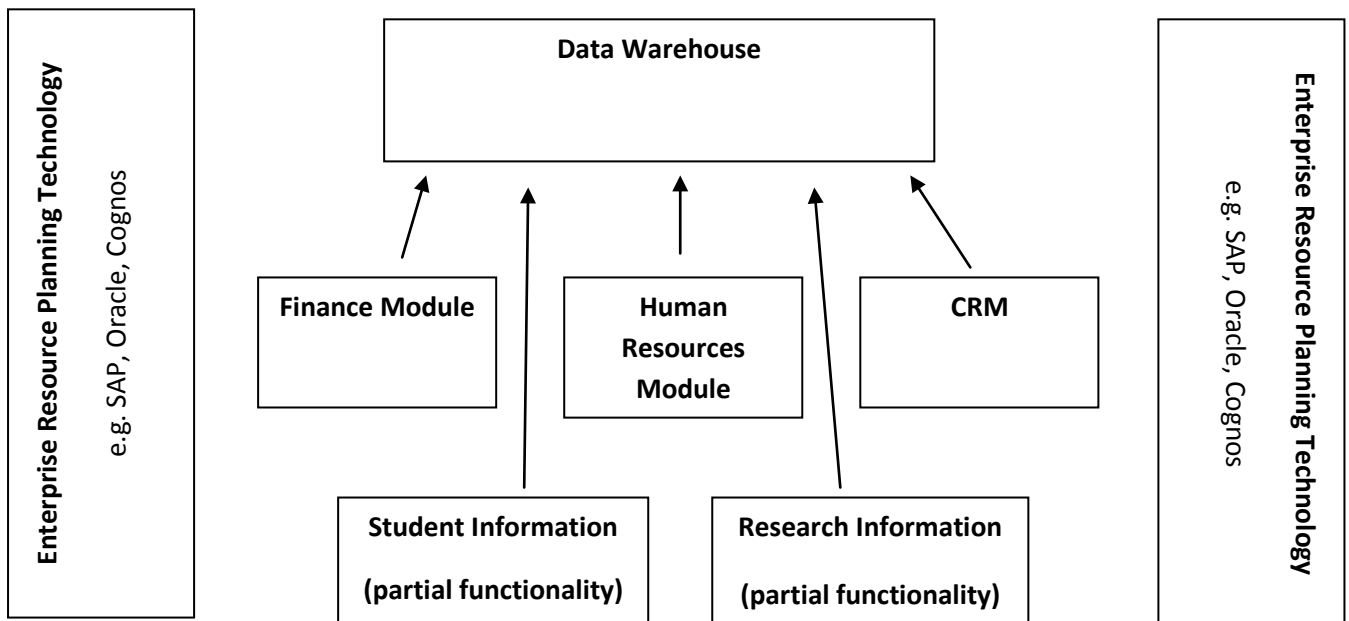 Enterprise Resource Planning Technology
e.g. SAP, Oracle, Cognos
Data Warehouse
Finance Module
Human
Resources
Module
CRM
Student Information
(partial functionality)
Research Information
(partial functionality)
Enterprise Resource Planning Technology
e.g. SAP, Oracle, Cognos